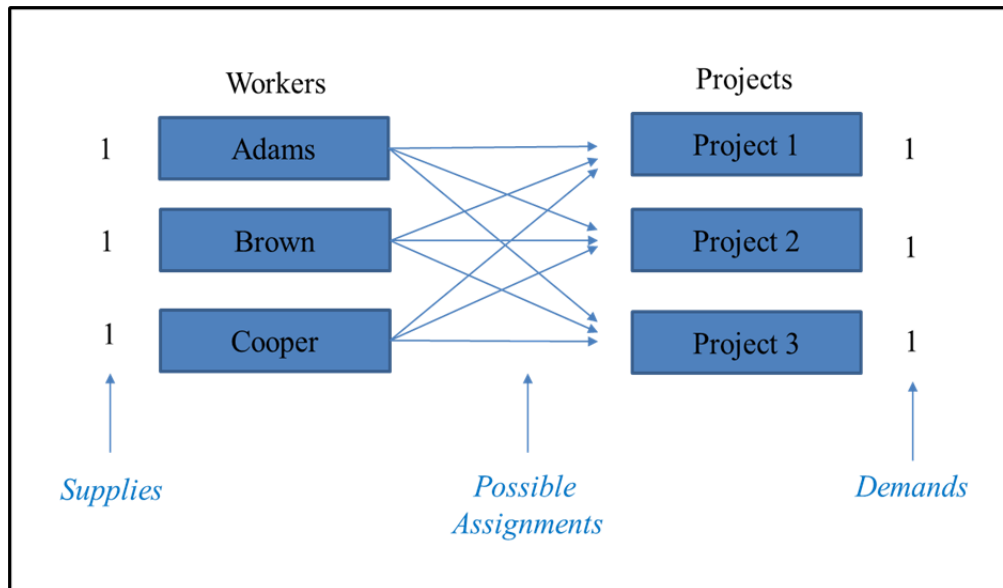 Workers
Projects
1
Adams
Project 1
1
1
Brown
Project 2
1
1
Cooper
Project 3
1
Supplies
Possible
Assignments
Demands